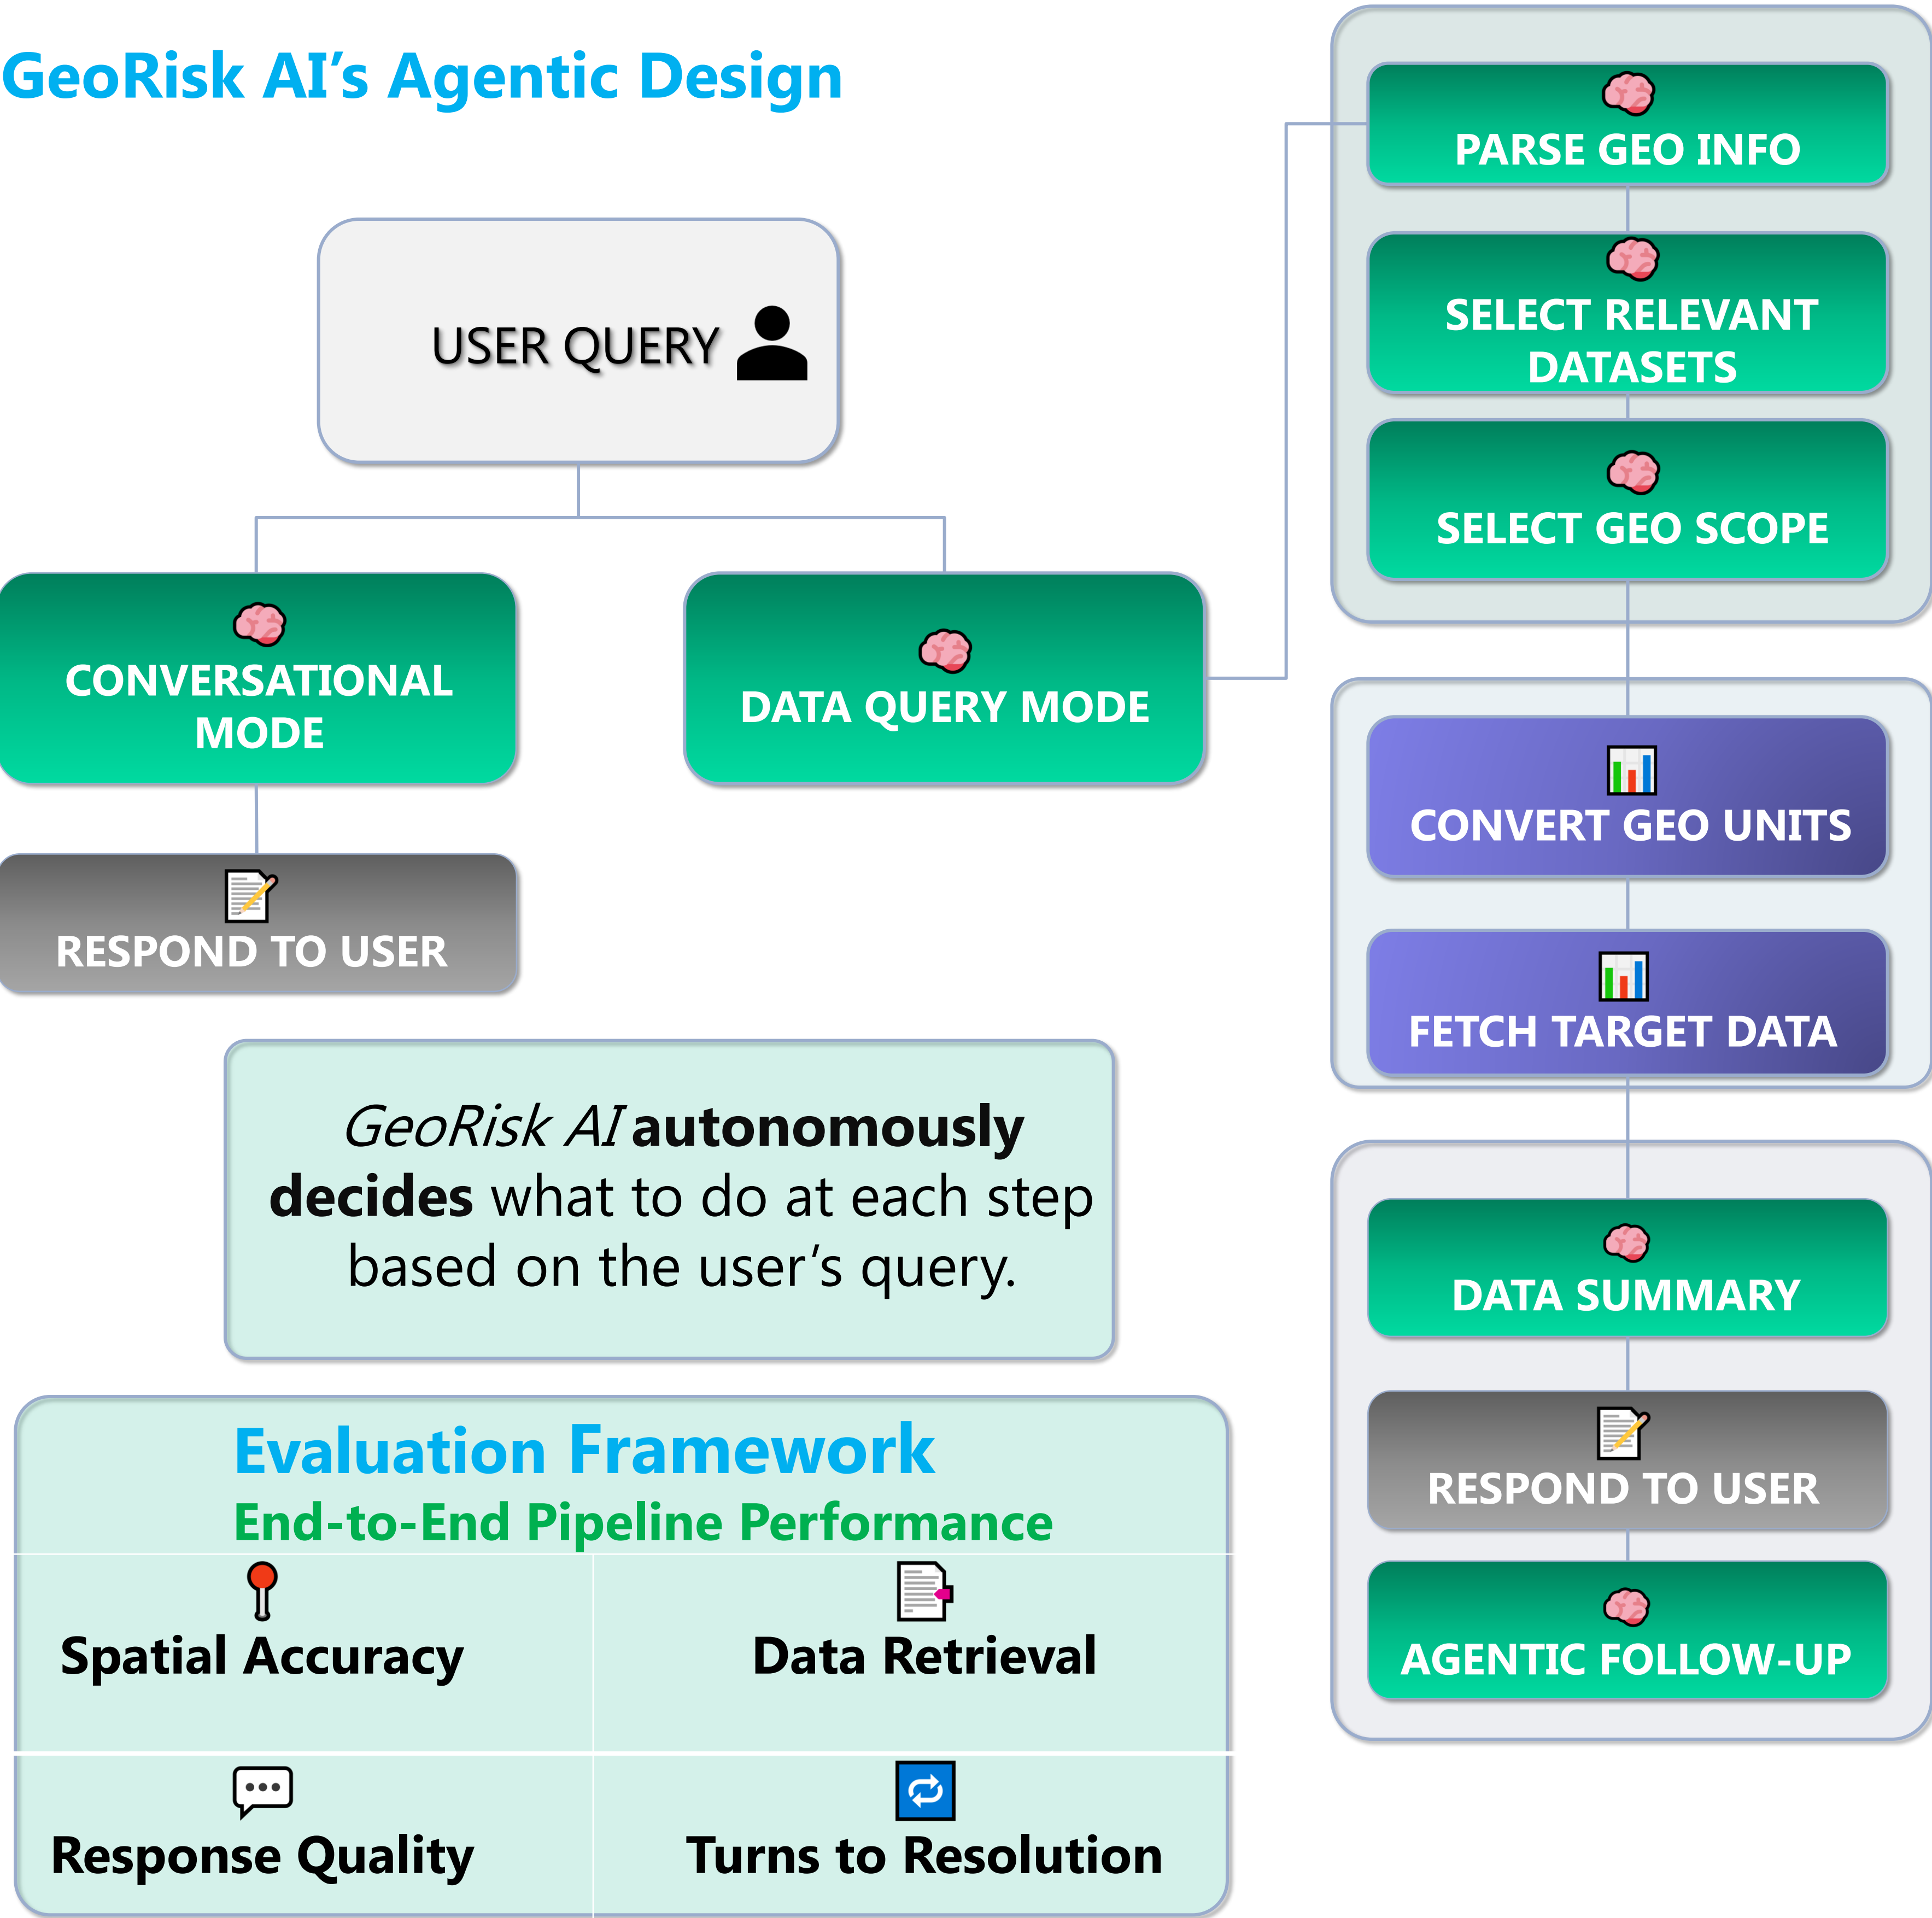 GeoRisk AI’s Agentic Design
USER QUERY
CONVERSATIONAL
MODE
RESPOND TO USER
DATA QUERY MODE
PARSE GEO INFO
SELECT RELEVANT
DATASETS
SELECT GEO SCOPE
CONVERT GEO UNITS
FETCH TARGET DATA
DATA SUMMARY
RESPOND TO USER
AGENTIC FOLLOW-UP
GeoRisk AI autonomously
decides what to do at each step
based on the user’s query.
Evaluation Framework
End-to-End Pipeline Performance
Spatial Accuracy
Data Retrieval
Response Quality
Turns to Resolution